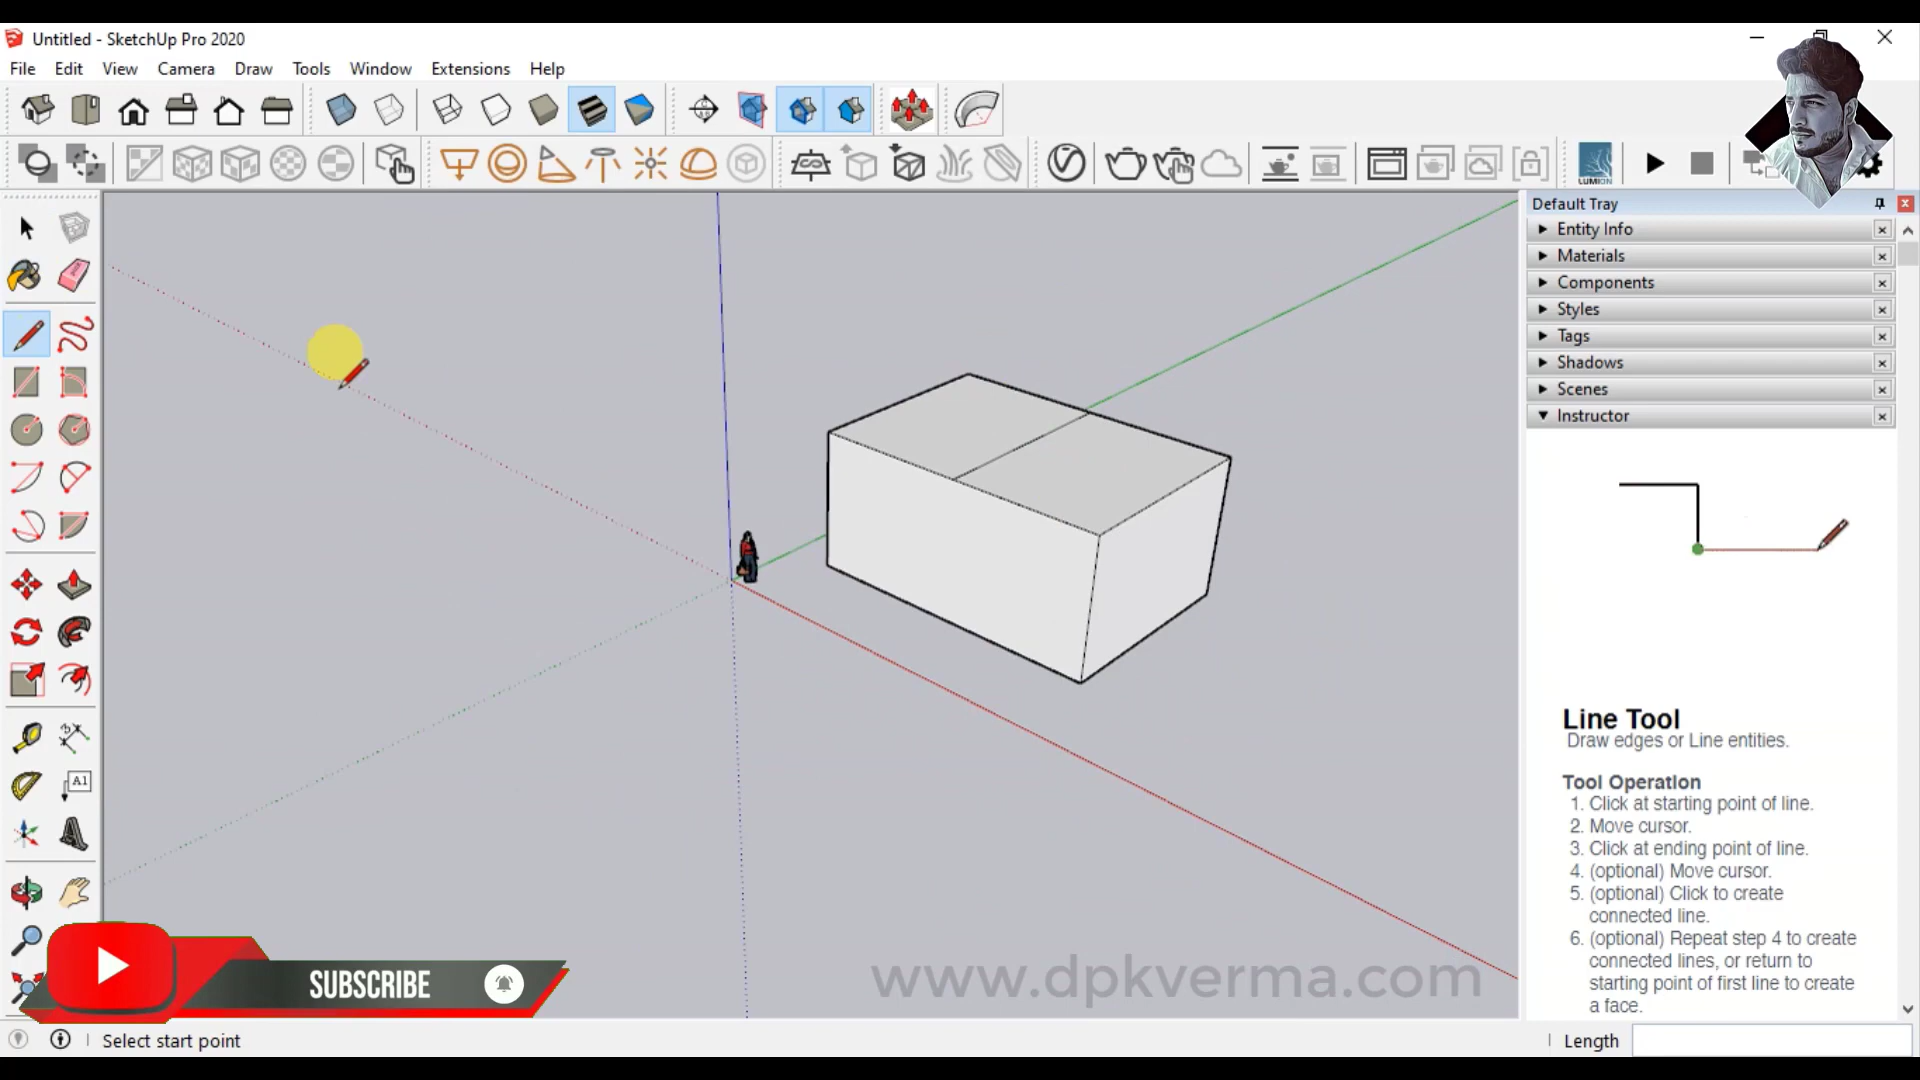 Untitled - SketchUp Pro 2020
File Edit View Camera Draw Tools Window Extensions Help
LUMION
Default Tray
Entity Info
Materials
Components
Styles
Tags
Shadows
Scenes
Instructor
A1
Line Tool
Draw edges or Line entities.
Tool Operation
1. Click at starting point of line.
2. Move cursor.
3. Click at ending point of line.
4. (optional) Move cursor.
5. (optional) Click to create
connected line.
6. (optional) Repeat step 4 to create
connected lines, or return to
starting point of first line to create
a face.
SUBSCRIBE
www.dpkverma.com
Select start point
Length